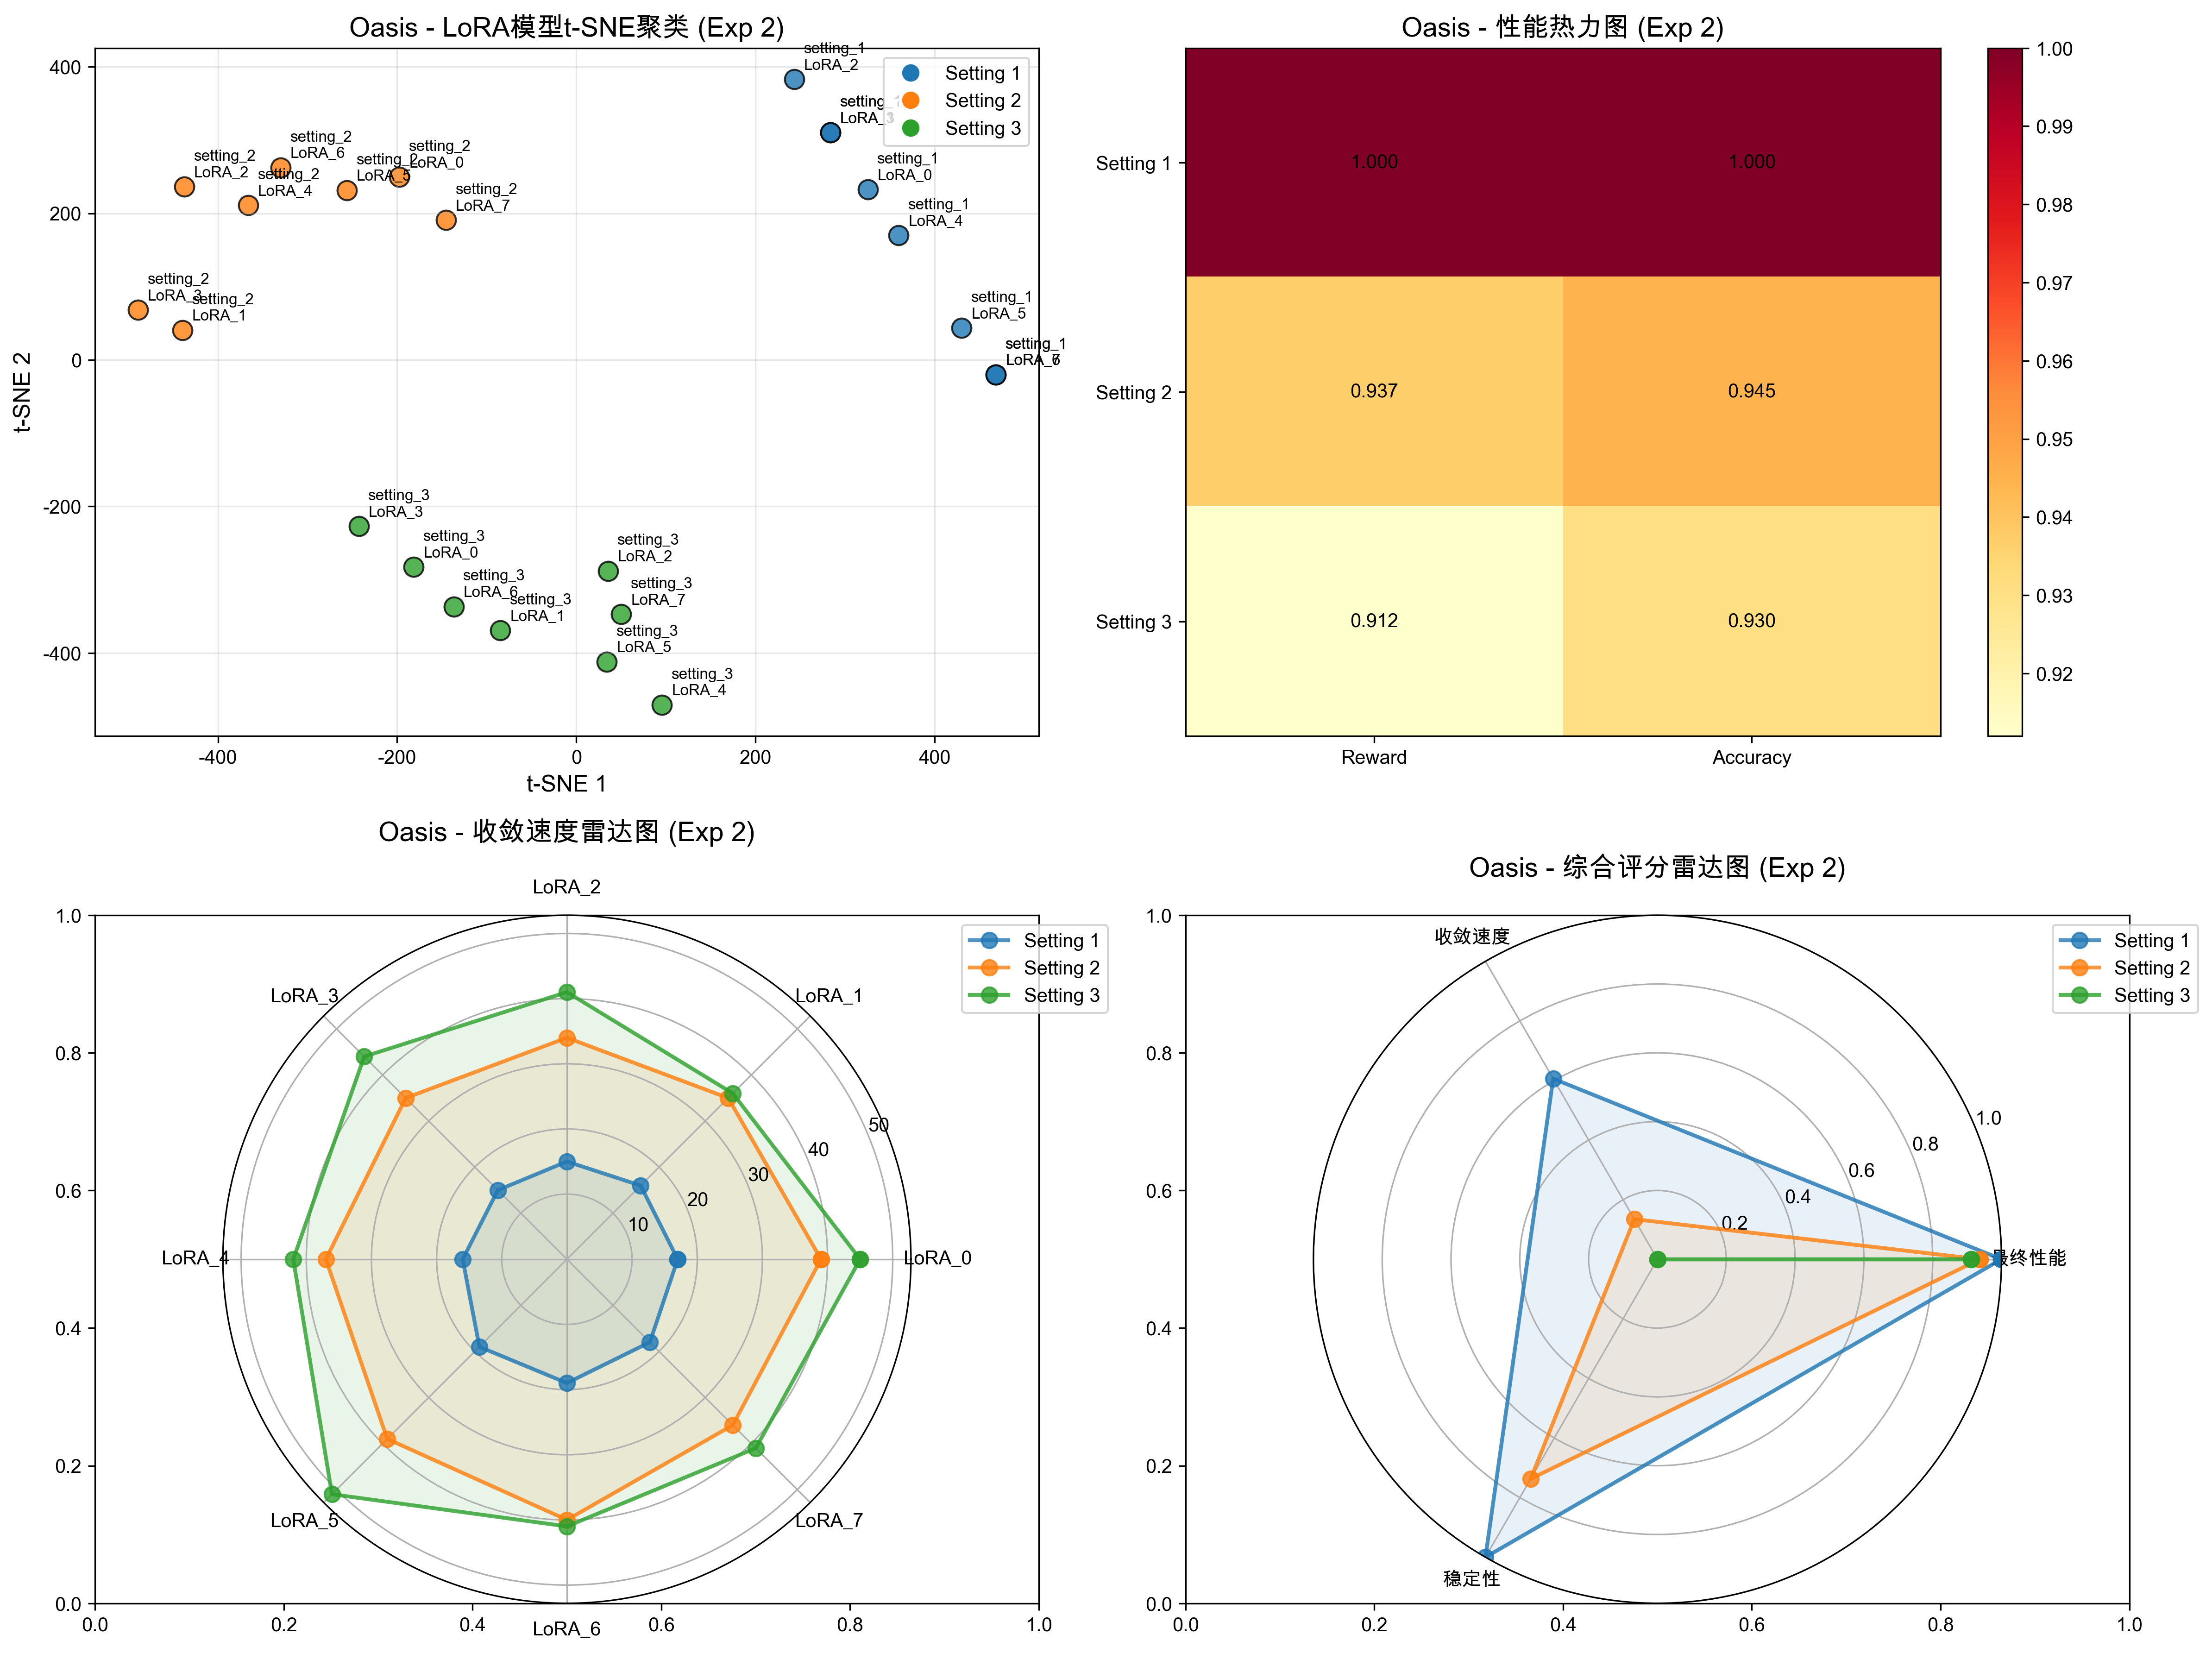 Oasis - LoRA模型t-SNE聚类 (Exp 2)
t-SNE 2
400
200
0
-200
-400
setting_1
LoRA_2
setting_1
LoRA_3
setting_1
LoRA_0
setting_1
LoRA_4
setting_1
LoRA_5
setting_1
LoRA_6
setting_2
LoRA_6
setting_2
LoRA_2
setting_2
LoRA_4
setting_2
LoRA_5
setting_2
LoRA_0
setting_2
LoRA_7
setting_2
LoRA_3
setting_2
LoRA_1
setting_3
LoRA_3
setting_3
LoRA_0
setting_3
LoRA_6
setting_3
LoRA_1
setting_3
LoRA_2
setting_3
LoRA_7
setting_3
LoRA_5
setting_3
LoRA_4
Setting 1
Setting 2
Setting 3
-400
-200
0
200
400
t-SNE 1
Oasis - 性能热力图 (Exp 2)
Setting 1
1.000
1.000
Setting 2
0.937
0.945
Setting 3
0.912
0.930
Reward
Accuracy
1.00
0.99
0.98
0.97
0.96
0.95
0.94
0.93
0.92
Oasis - 收敛速度雷达图 (Exp 2)
LoRA_2
LoRA_3
LoRA_1
LoRA_4
LoRA_0
LoRA_5
LoRA_7
LoRA_6
10
20
30
40
50
Setting 1
Setting 2
Setting 3
1.0
0.8
0.6
0.4
0.2
0.0
0.0
0.2
0.4
0.6
0.8
1.0
Oasis - 综合评分雷达图 (Exp 2)
收敛速度
最终性能
稳定性
0.2
0.4
0.6
0.8
1.0
Setting 1
Setting 2
Setting 3
1.0
0.8
0.6
0.4
0.2
0.0
0.0
0.2
0.4
0.6
0.8
1.0